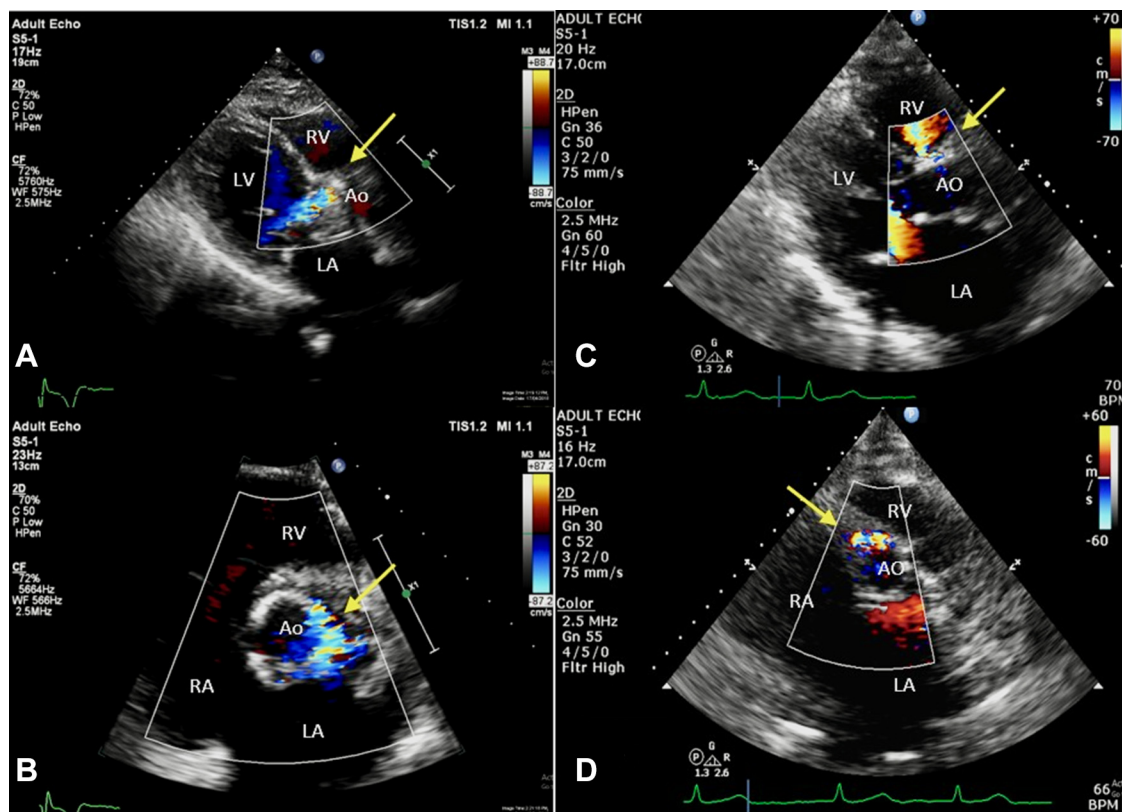 Adult Echo
TIS1.2 MI 1.1
S5-1
17Hz
19cm
M3 M4
+88.7
2D
72%
C 50
P Low
HPen
CF
72%
5760Hz
WF 575Hz
2.5MHz
-88.7
cm/s
X1
RV
LV
Ao
LA
A
Adult Echo
TIS1.2 MI 1.1
S5-1
23Hz
13cm
M3 M4
+87.2
2D
70%
C 50
P Low
HPen
CF
72%
5664Hz
WF 566Hz
2.5MHz
-87.2
cm/s
X1
P
RV
Ao
RA
LA
B
ADULT ECHO
S5-1
20 Hz
17.0cm
2D
HPen
Gn 36
C 50
3/2/0
75 mm/s
Color
2.5 MHz
Gn 60
4/5/0
Fltr High
P
+70
c
m
/
s
-70
RV
LV
AO
LA
C
G
P R
1.3 2.6
70
BPM
ADULT ECHO
S5-1
16 Hz
17.0cm
2D
HPen
Gn 30
C 52
3/2/0
75 mm/s
Color
2.5 MHz
Gn 55
4/5/0
Fltr High
P
+60
c
m
/
s
-60
RV
AO
RA
LA
D
G
P R
1.3 2.6
66
BPM